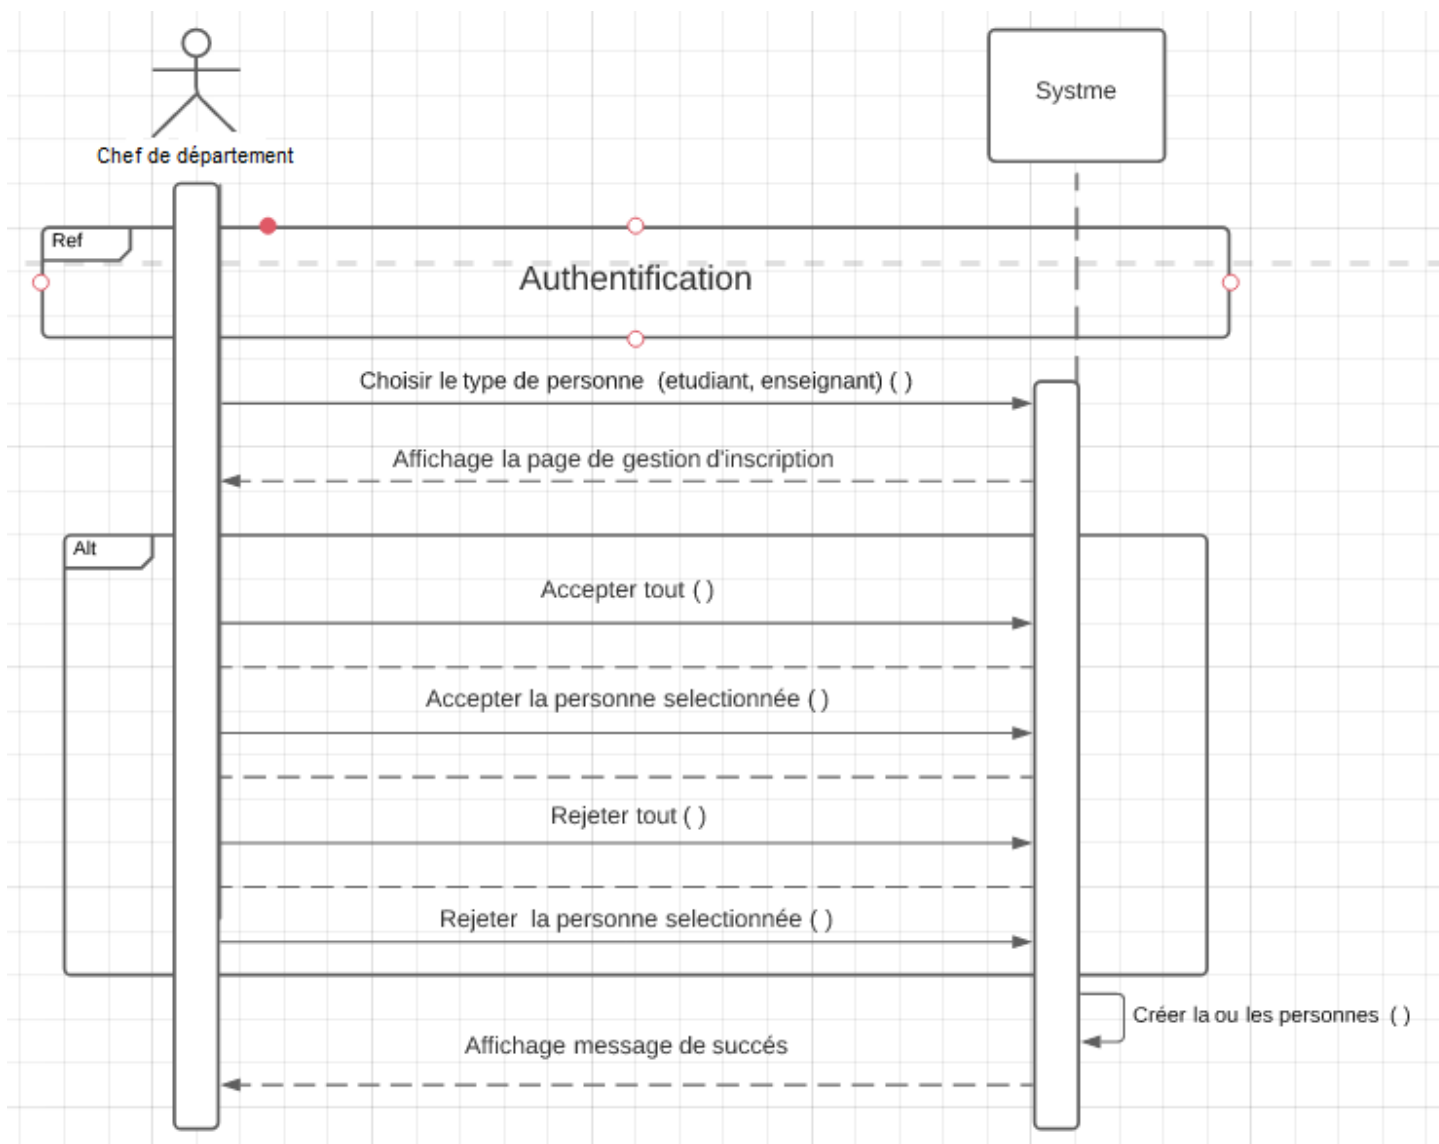 Systme
Chef de département
Ref
Authentification
Choisir le type de personne  (etudiant, enseignant) ( )
Affichage la page de gestion d'inscription
Alt
Accepter tout ( )
Accepter la personne selectionnée ( )
Rejeter tout ( )
Rejeter  la personne selectionnée ( )
Créer la ou les personnes  ( )
Affichage message de succés